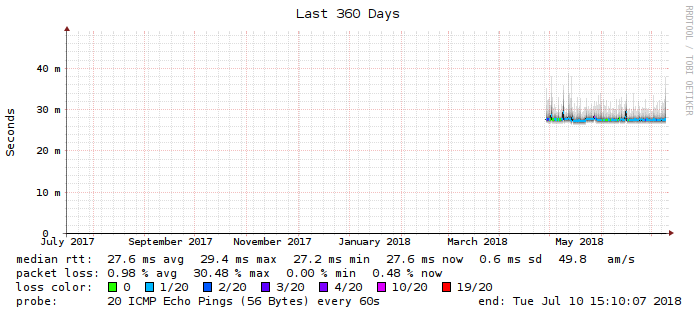 Last 360 Days
RRDTOOL / TOBI OETIKER
Seconds
40 m
30 m
20 m
10 m
0
July 2017 September 2017 November 2017 January 2018 March 2018 May 2018
median rtt: 27.6 ms avg 29.4 ms max 27.2 ms min 27.6 ms now 0.6 ms sd 49.8 am/s
packet loss: 0.98 % avg 30.48 % max 0.00 % min 0.48 % now
loss color: 0 1/20 2/20 3/20 4/20 10/20 19/20
probe: 20 ICMP Echo Pings (56 Bytes) every 60s end: Tue Jul 10 15:10:07 2018